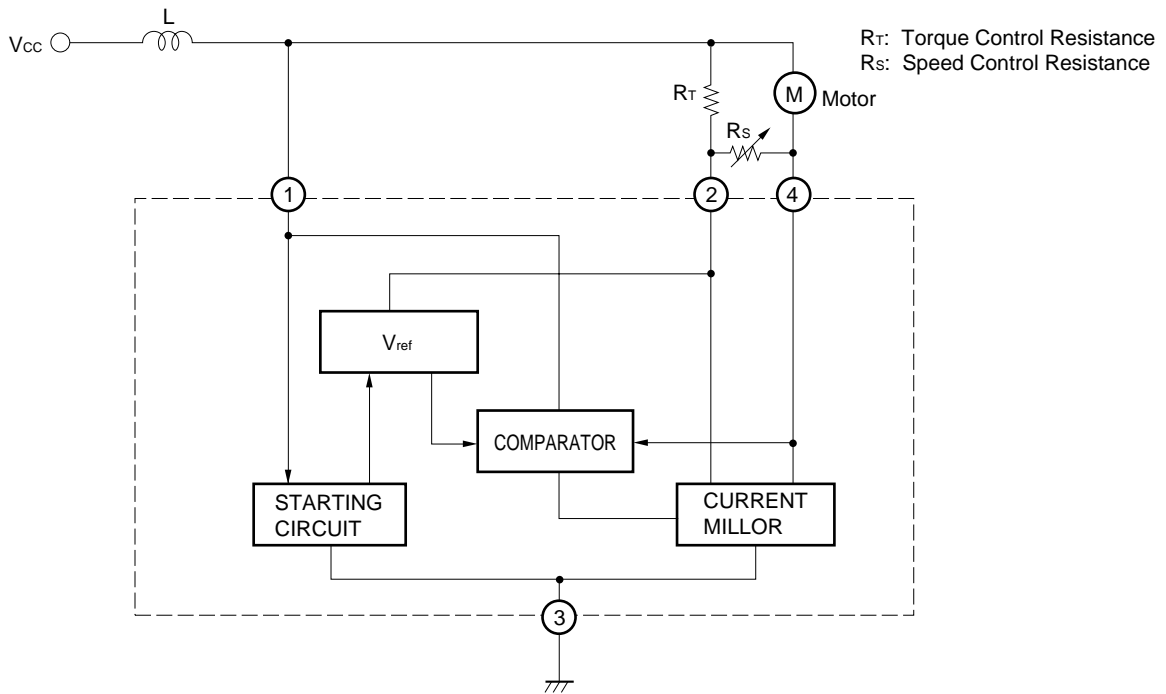 L
VCC
RT: Torque Control Resistance
RS: Speed Control Resistance
RT
M
Motor
RS
1
2
4
Vref
COMPARATOR
STARTING
CIRCUIT
CURRENT
MILLOR
3